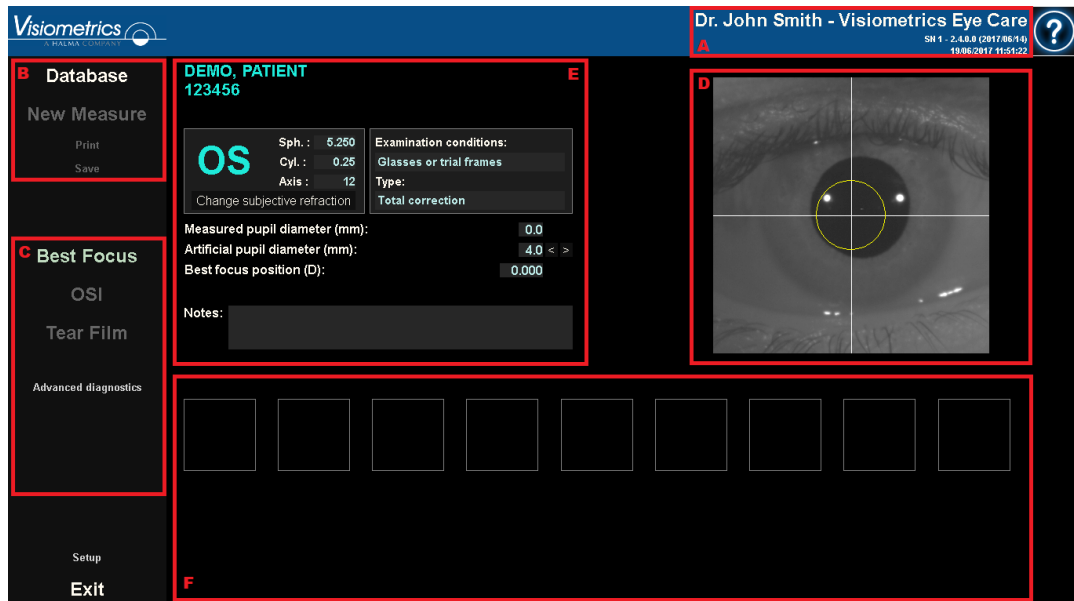 Visiometrics
A HALMA COMPANY
Dr. John Smith - Visiometrics Eye Care
SN 1 - 2.4.0.0 (2017/06/14)
19/06/2017 11:51:22
?
A
B
Database
New Measure
Print
Save
C
Best Focus
OSI
Tear Film
Advanced diagnostics
Setup
Exit
DEMO, PATIENT
E
123456
OS
Sph. : 5.250
Cyl. : 0.25
Axis : 12
Change subjective refraction
Examination conditions:
Glasses or trial frames
Type:
Total correction
Measured pupil diameter (mm): 0.0
Artificial pupil diameter (mm): 4.0 < >
Best focus position (D): 0.000
Notes:
D
F